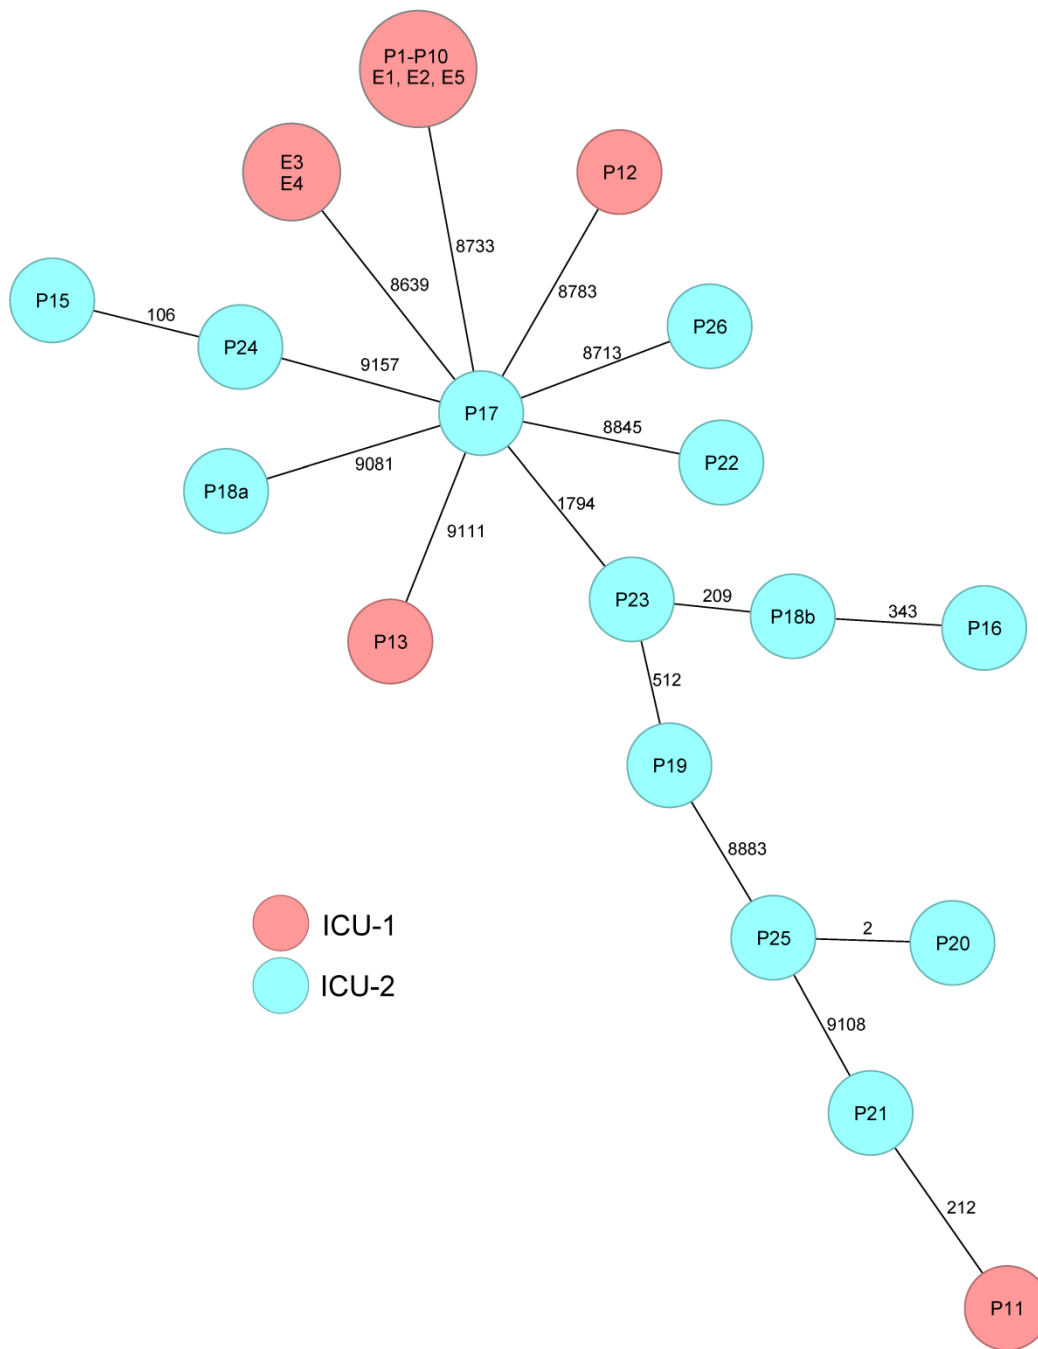 P1-P10
E1, E2, E5
E3
E4
P12
8733
8639
8783
P15
106
P24
9157
P26
8713
P17
8845
P22
P18a
9081
1794
9111
P13
P23
209
P18b
343
P16
512
P19
8883
ICU-1
P25
2
P20
ICU-2
9108
P21
212
P11